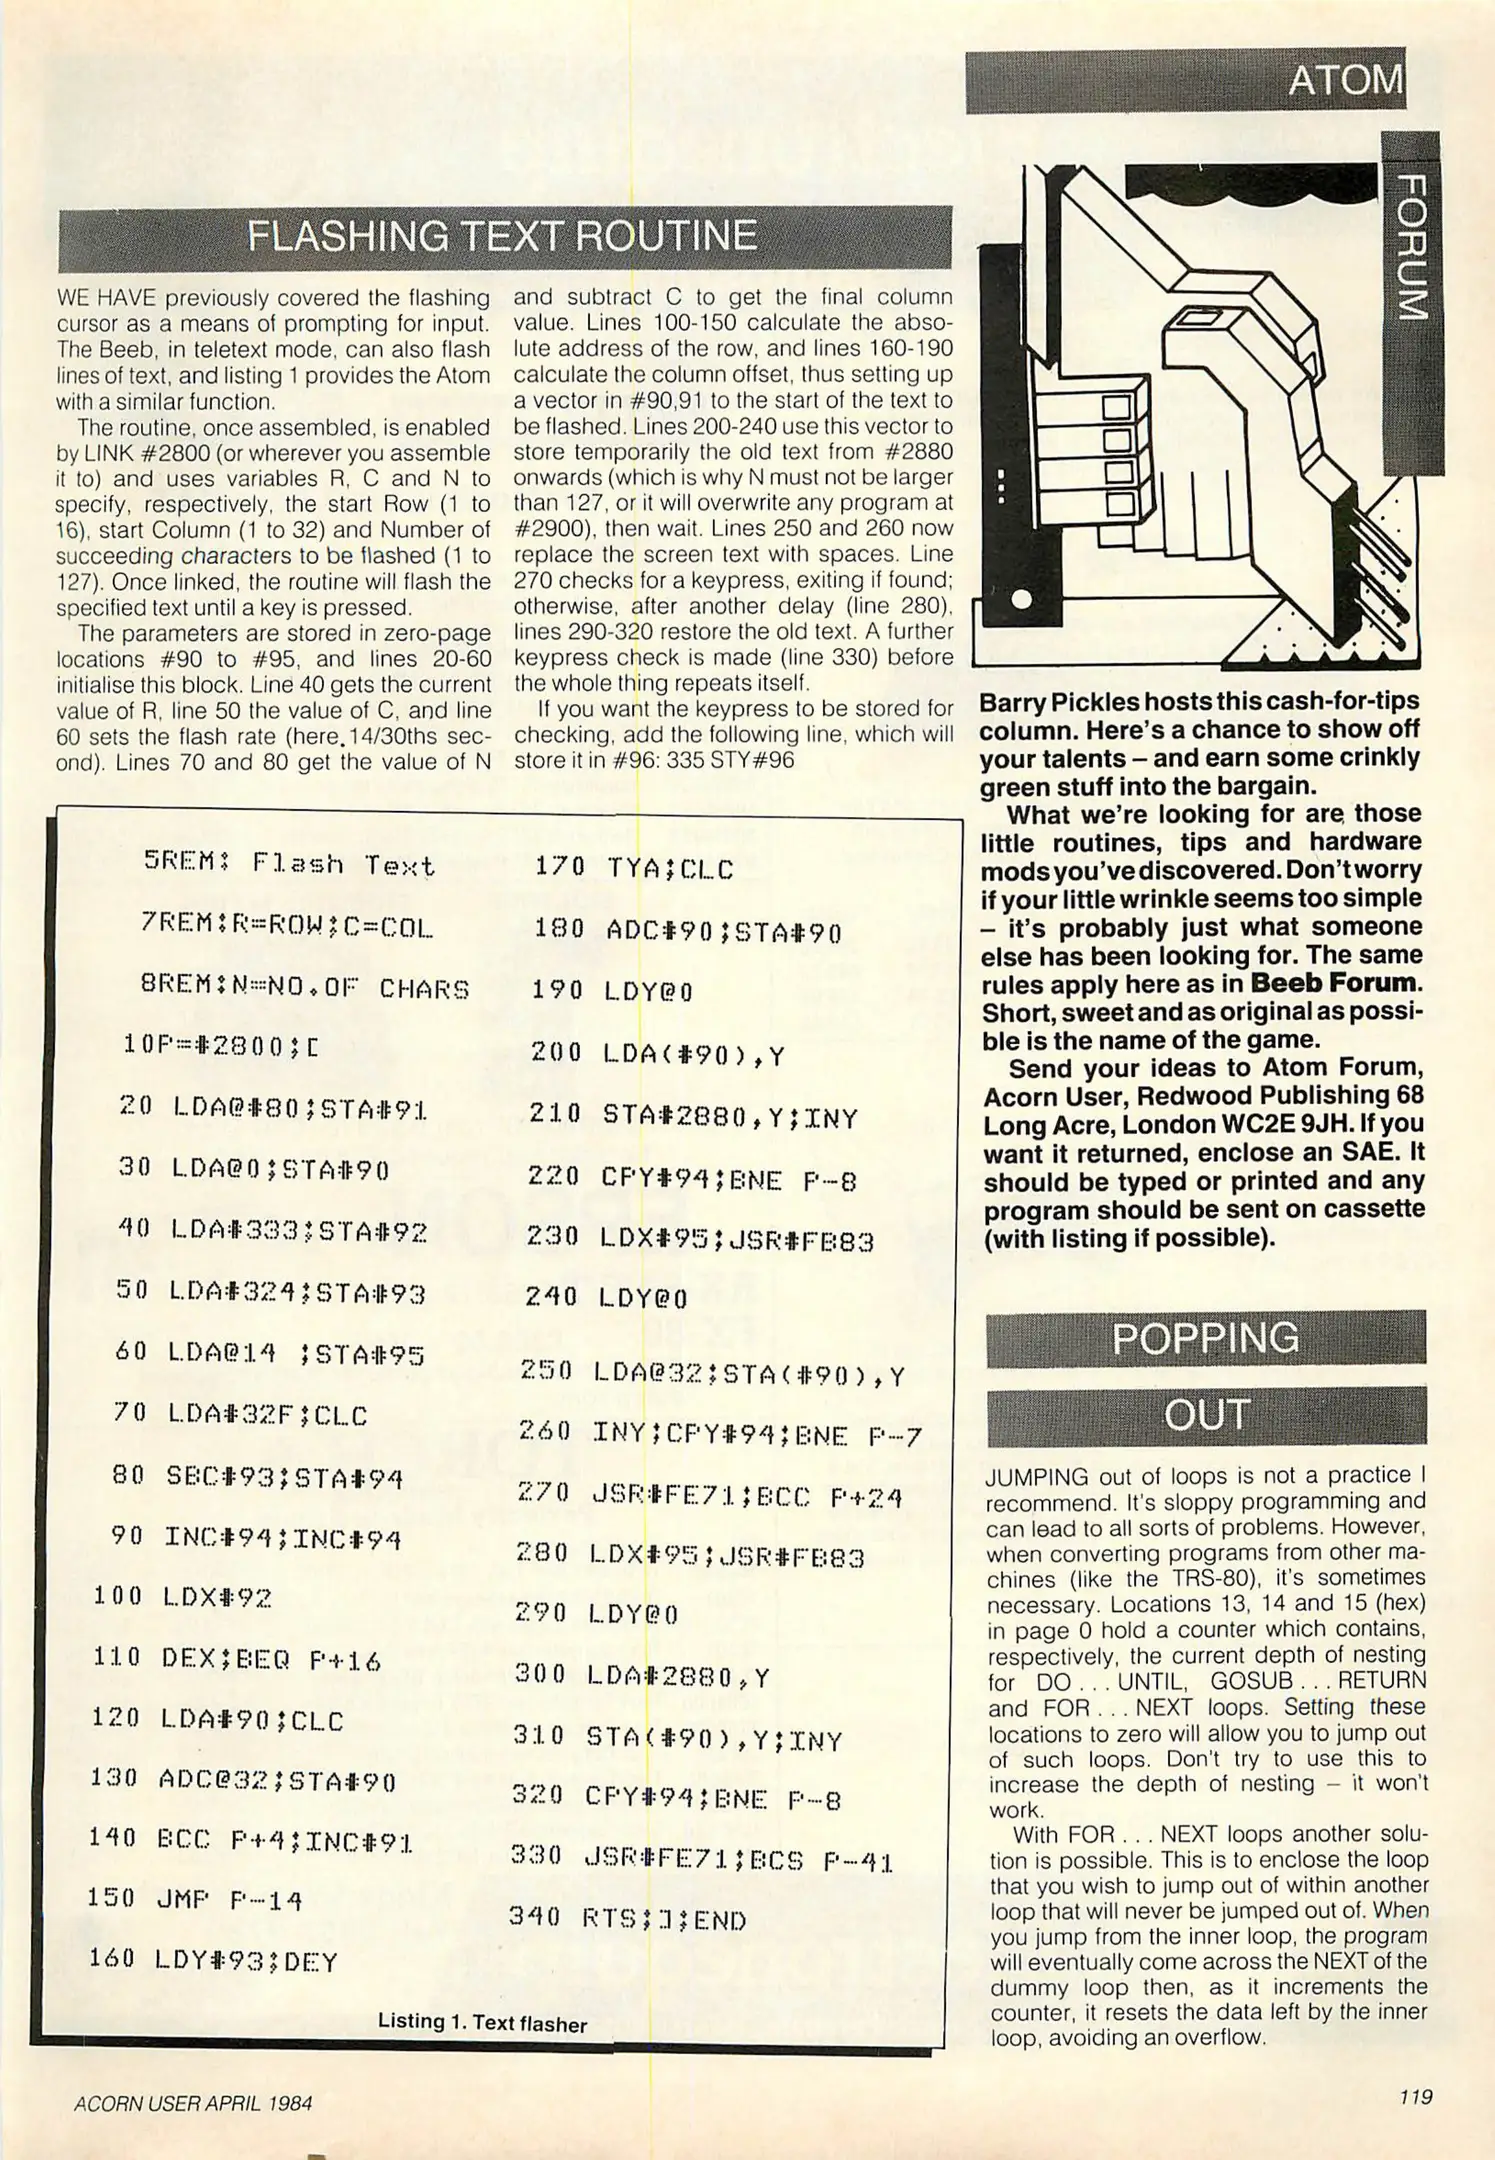 ATOM
FORUM
FLASHING TEXT ROUTINE
WE HAVE previously covered the flashing
cursor as a means of prompting for input.
The Beeb, in teletext mode, can also flash
lines of text, and listing 1 provides the Atom
with a similar function.
The routine, once assembled, is enabled
by LINK #2800 (or wherever you assemble
it to) and uses variables R, C and N to
specify, respectively, the start Row (1 to
16), start Column (1 to 32) and Number of
succeeding characters to be flashed (1 to
127). Once linked, the routine will flash the
specified text until a key is pressed.
The parameters are stored in zero-page
locations #90 to #95, and lines 20-60
initialise this block. Line 40 gets the current
value of R, line 50 the value of C, and line
60 sets the flash rate (here.14/30ths sec-
ond). Lines 70 and 80 get the value of N
and subtract C to get the final column
value. Lines 100-150 calculate the abso-
lute address of the row, and lines 160-190
calculate the column offset, thus setting up
a vector in #90,91 to the start of the text to
be flashed. Lines 200-240 use this vector to
store temporarily the old text from #2880
onwards (which is why N must not be larger
than 127, or it will overwrite any program at
#2900), then wait. Lines 250 and 260 now
replace the screen text with spaces. Line
270 checks for a keypress, exiting if found;
otherwise, after another delay (line 280),
lines 290-320 restore the old text. A further
keypress check is made (line 330) before
the whole thing repeats itself.
If you want the keypress to be stored for
checking, add the following line, which will
store it in #96: 335 STY#96
5REM: Flash Text
7REM:R=ROW;C=COL
8REM:N=NO.OF CHARS
10P=#2800;[
20 LDA@#80;STA#91
30 LDA@0;STA#90
40 LDA#333;STA#92
50 LDA#324;STA#93
60 LDA@14 ;STA#95
70 LDA#32F;CLC
80 SBC#93;STA#94
90 INC#94;INC#94
100 LDX#92
110 DEX;BEQ P+16
120 LDA#90;CLC
130 ADC@32;STA#90
140 BCC P+4;INC#91
150 JMP P-14
160 LDY#93;DEY
170 TYA;CLC
180 ADC#90;STA#90
190 LDY@0
200 LDA(#90),Y
210 STA#2880,Y;INY
220 CPY#94;BNE P-8
230 LDX#95;JSR#FB83
240 LDY@0
250 LDA@32;STA(#90),Y
260 INY;CPY#94;BNE P-7
270 JSR#FE71;BCC P+24
280 LDX#95;JSR#FB83
290 LDY@0
300 LDA#2880,Y
310 STA(#90),Y;INY
320 CPY#94;BNE P-8
330 JSR#FE71;BCS P-41
340 RTS;];END
Listing 1. Text flasher
Barry Pickles hosts this cash-for-tips
column. Here's a chance to show off
your talents – and earn some crinkly
green stuff into the bargain.
What we're looking for are those
little routines, tips and hardware
mods you've discovered. Don't worry
if your little wrinkle seems too simple
– it's probably just what someone
else has been looking for. The same
rules apply here as in Beeb Forum.
Short, sweet and as original as possi-
ble is the name of the game.
Send your ideas to Atom Forum,
Acorn User, Redwood Publishing 68
Long Acre, London WC2E 9JH. If you
want it returned, enclose an SAE. It
should be typed or printed and any
program should be sent on cassette
(with listing if possible).
POPPING
OUT
JUMPING out of loops is not a practice I
recommend. It's sloppy programming and
can lead to all sorts of problems. However,
when converting programs from other ma-
chines (like the TRS-80), it's sometimes
necessary. Locations 13, 14 and 15 (hex)
in page 0 hold a counter which contains,
respectively, the current depth of nesting
for DO . . . UNTIL, GOSUB . . . RETURN
and FOR . . . NEXT loops. Setting these
locations to zero will allow you to jump out
of such loops. Don't try to use this to
increase the depth of nesting – it won't
work.
With FOR . . . NEXT loops another solu-
tion is possible. This is to enclose the loop
that you wish to jump out of within another
loop that will never be jumped out of. When
you jump from the inner loop, the program
will eventually come across the NEXT of the
dummy loop then, as it increments the
counter, it resets the data left by the inner
loop, avoiding an overflow.
ACORN USER APRIL 1984
119